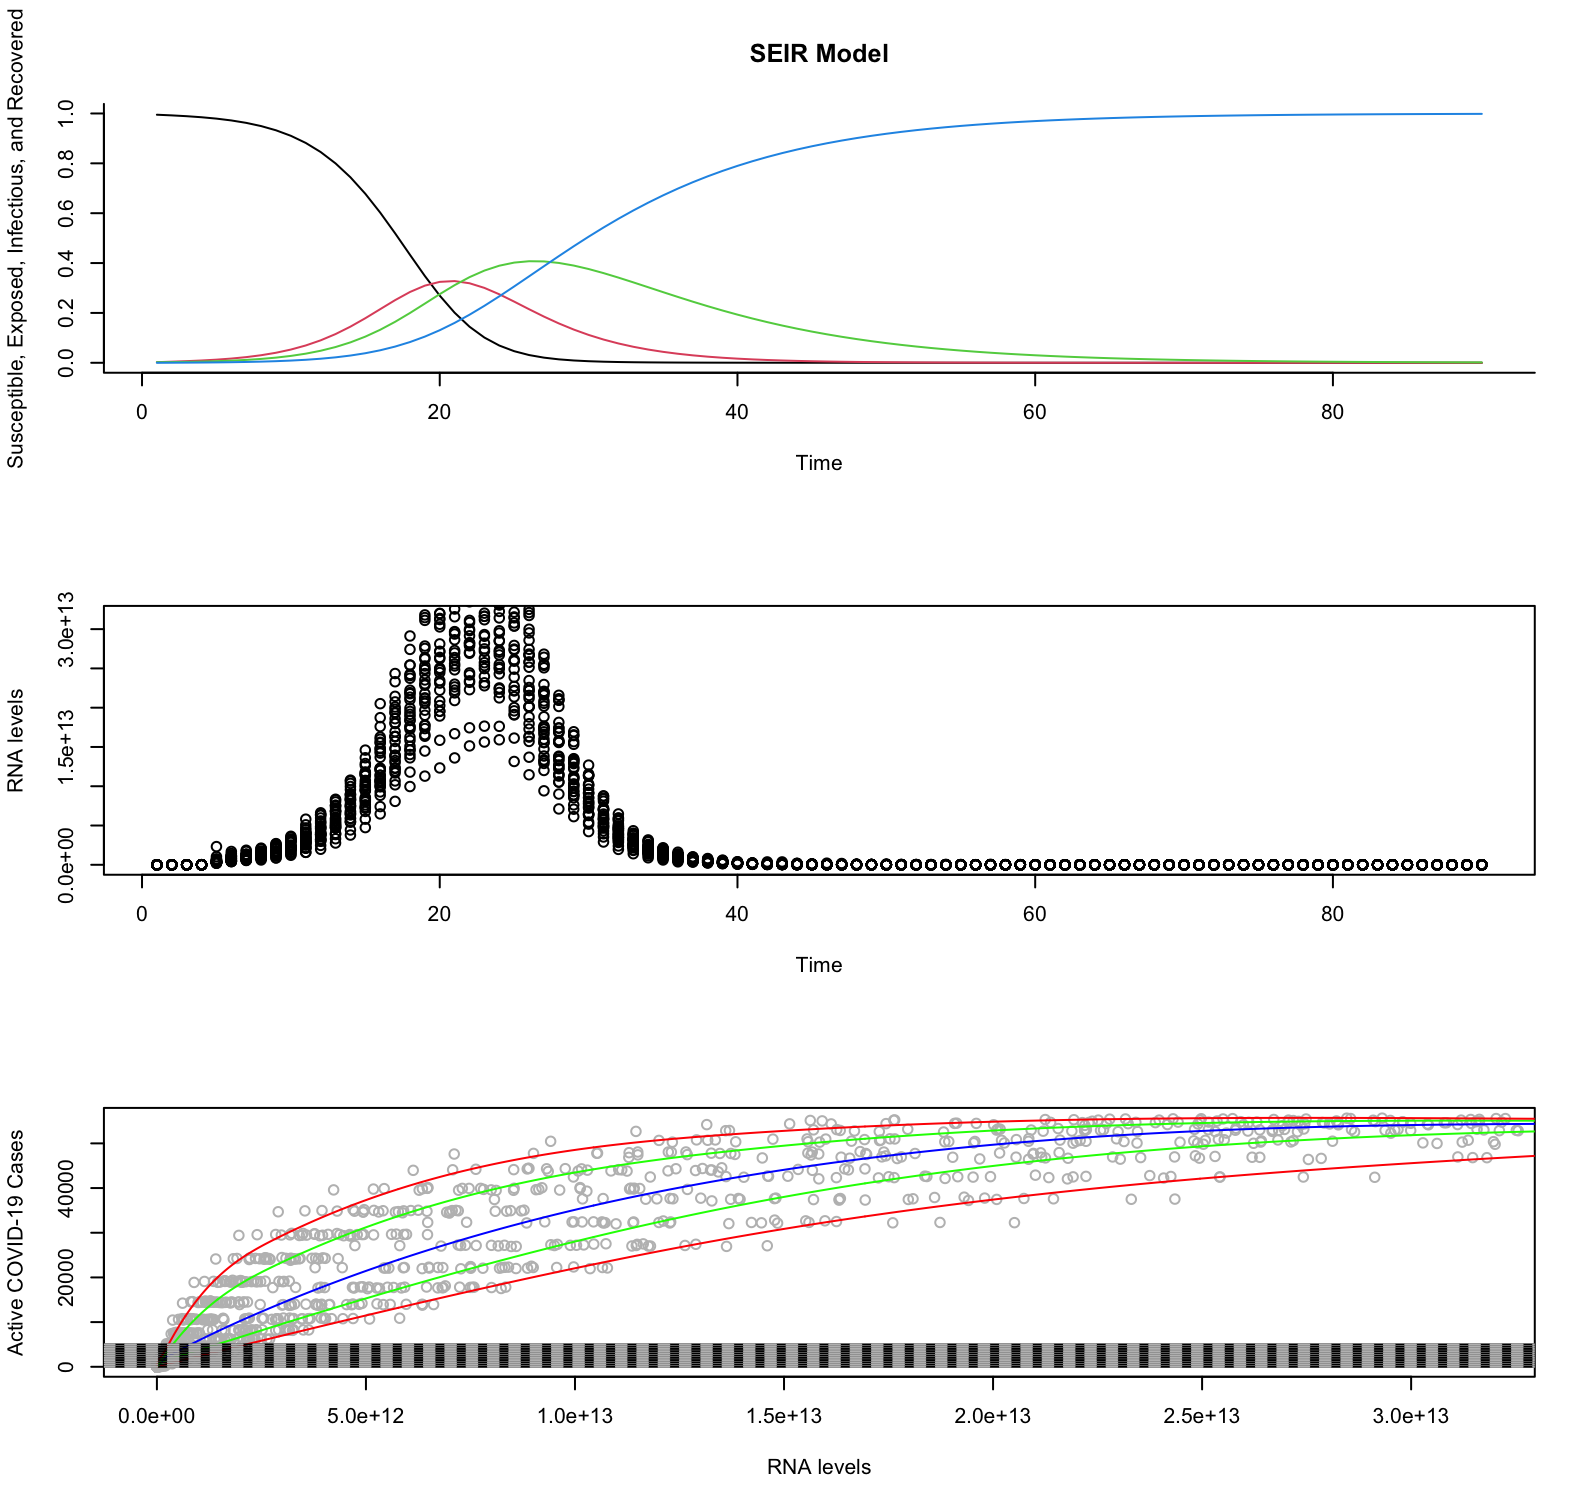 SEIR Model
Susceptible, Exposed, Infectious, and Recovered
1.0
0.8
0.6
0.4
0.2
0.0
0 20 40 60 80
Time
RNA levels
3.0e+13
1.5e+13
0.0e+00
0 20 40 60 80
Time
Active COVID-19 Cases
40000
20000
0
0.0e+00 5.0e+12 1.0e+13 1.5e+13 2.0e+13 2.5e+13 3.0e+13
RNA levels